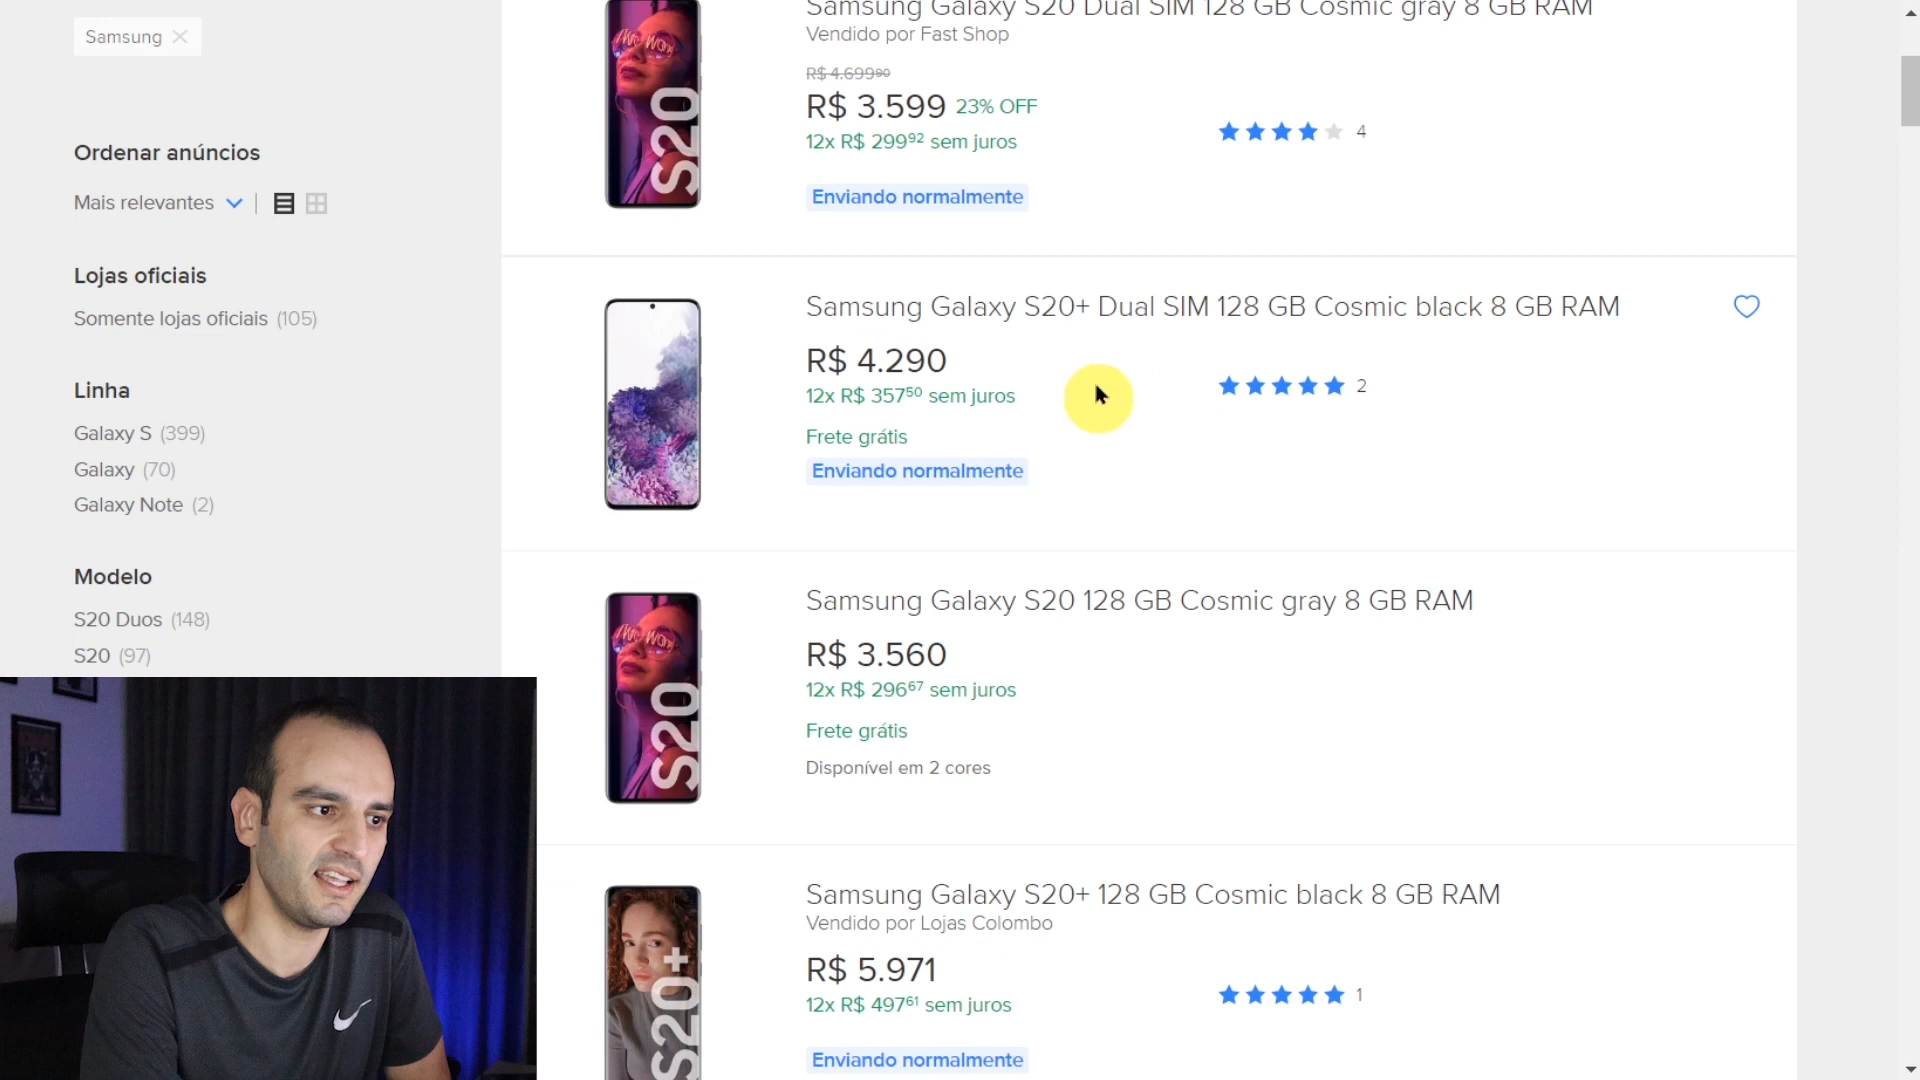 Samsung
Ordenar anúncios
Mais relevantes
Lojas oficiais
Somente lojas oficiais (105)
Linha
Galaxy S (399)
Galaxy (70)
Galaxy Note (2)
Modelo
S20 Duos (148)
S20 (97)
Samsung Galaxy S20 Dual SIM 128 GB Cosmic gray 8 GB RAM
Vendido por Fast Shop
R$ 4.699⁹⁰
R$ 3.599 23% OFF
12x R$ 299⁹² sem juros
4
Enviando normalmente
S20
Samsung Galaxy S20+ Dual SIM 128 GB Cosmic black 8 GB RAM
R$ 4.290
12x R$ 357⁵⁰ sem juros
2
Frete grátis
Enviando normalmente
Samsung Galaxy S20 128 GB Cosmic gray 8 GB RAM
R$ 3.560
12x R$ 296⁶⁷ sem juros
Frete grátis
Disponível em 2 cores
S20
Samsung Galaxy S20+ 128 GB Cosmic black 8 GB RAM
Vendido por Lojas Colombo
R$ 5.971
12x R$ 497⁶¹ sem juros
1
Enviando normalmente
S20+